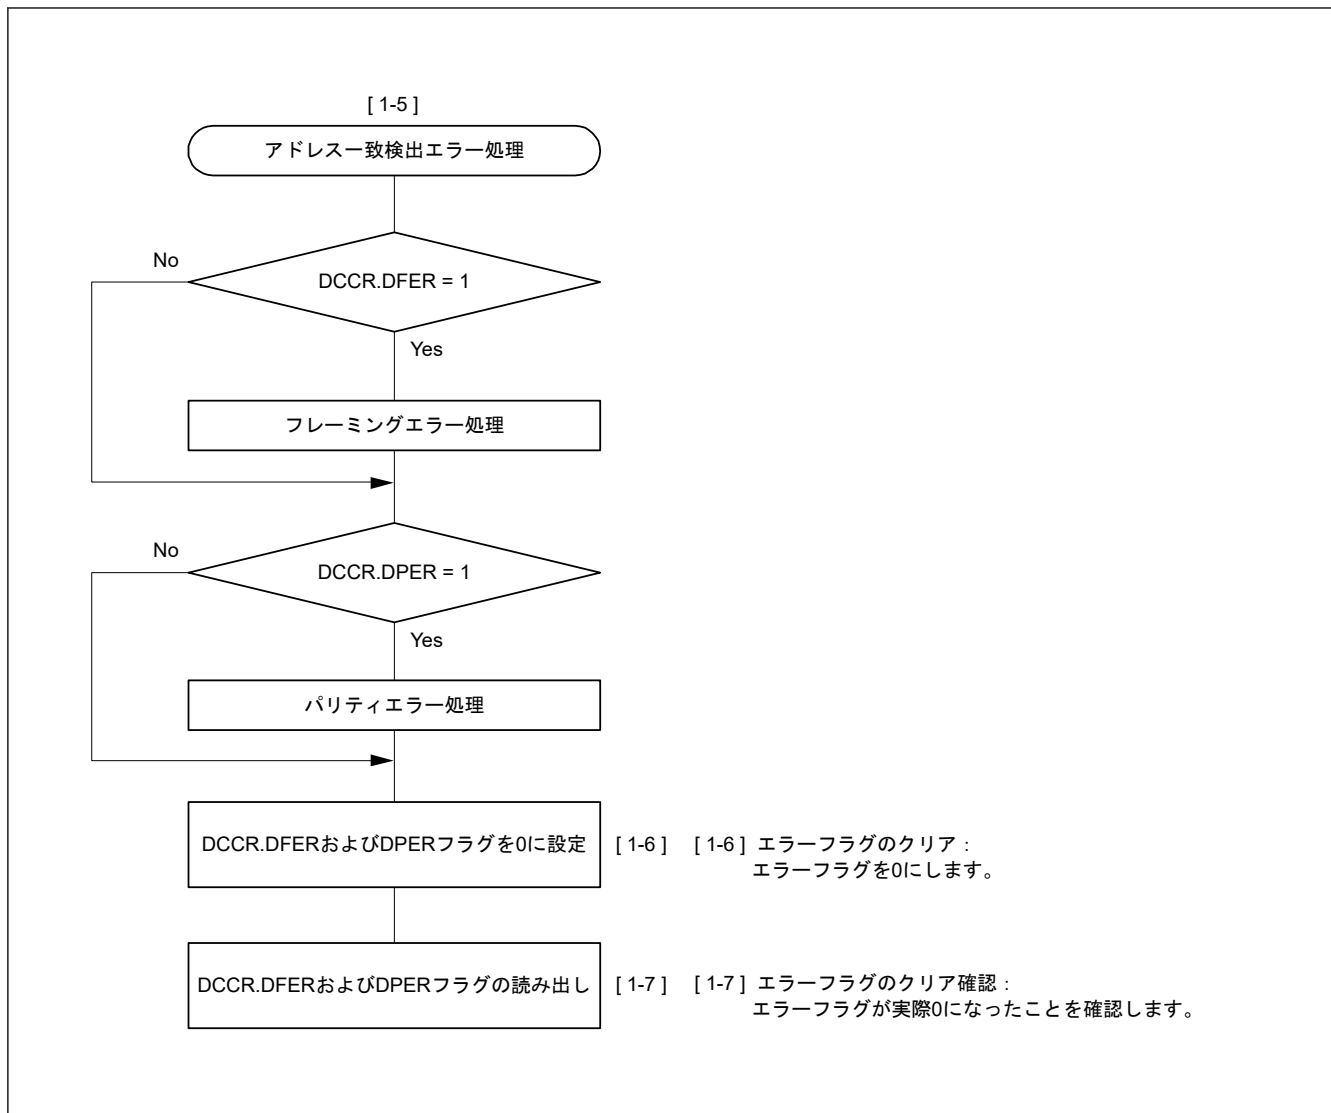 [ 1-5 ]
アドレス一致検出エラー処理
No
DCCR.DFER = 1
Yes
フレーミングエラー処理
No
DCCR.DPER = 1
Yes
パリティエラー処理
DCCR.DFERおよびDPERフラグを0に設定 [ 1-6 ] [ 1-6 ] エラーフラグのクリア：
エラーフラグを0にします。
DCCR.DFERおよびDPERフラグの読み出し [ 1-7 ] [ 1-7 ] エラーフラグのクリア確認：
エラーフラグが実際0になったことを確認します。